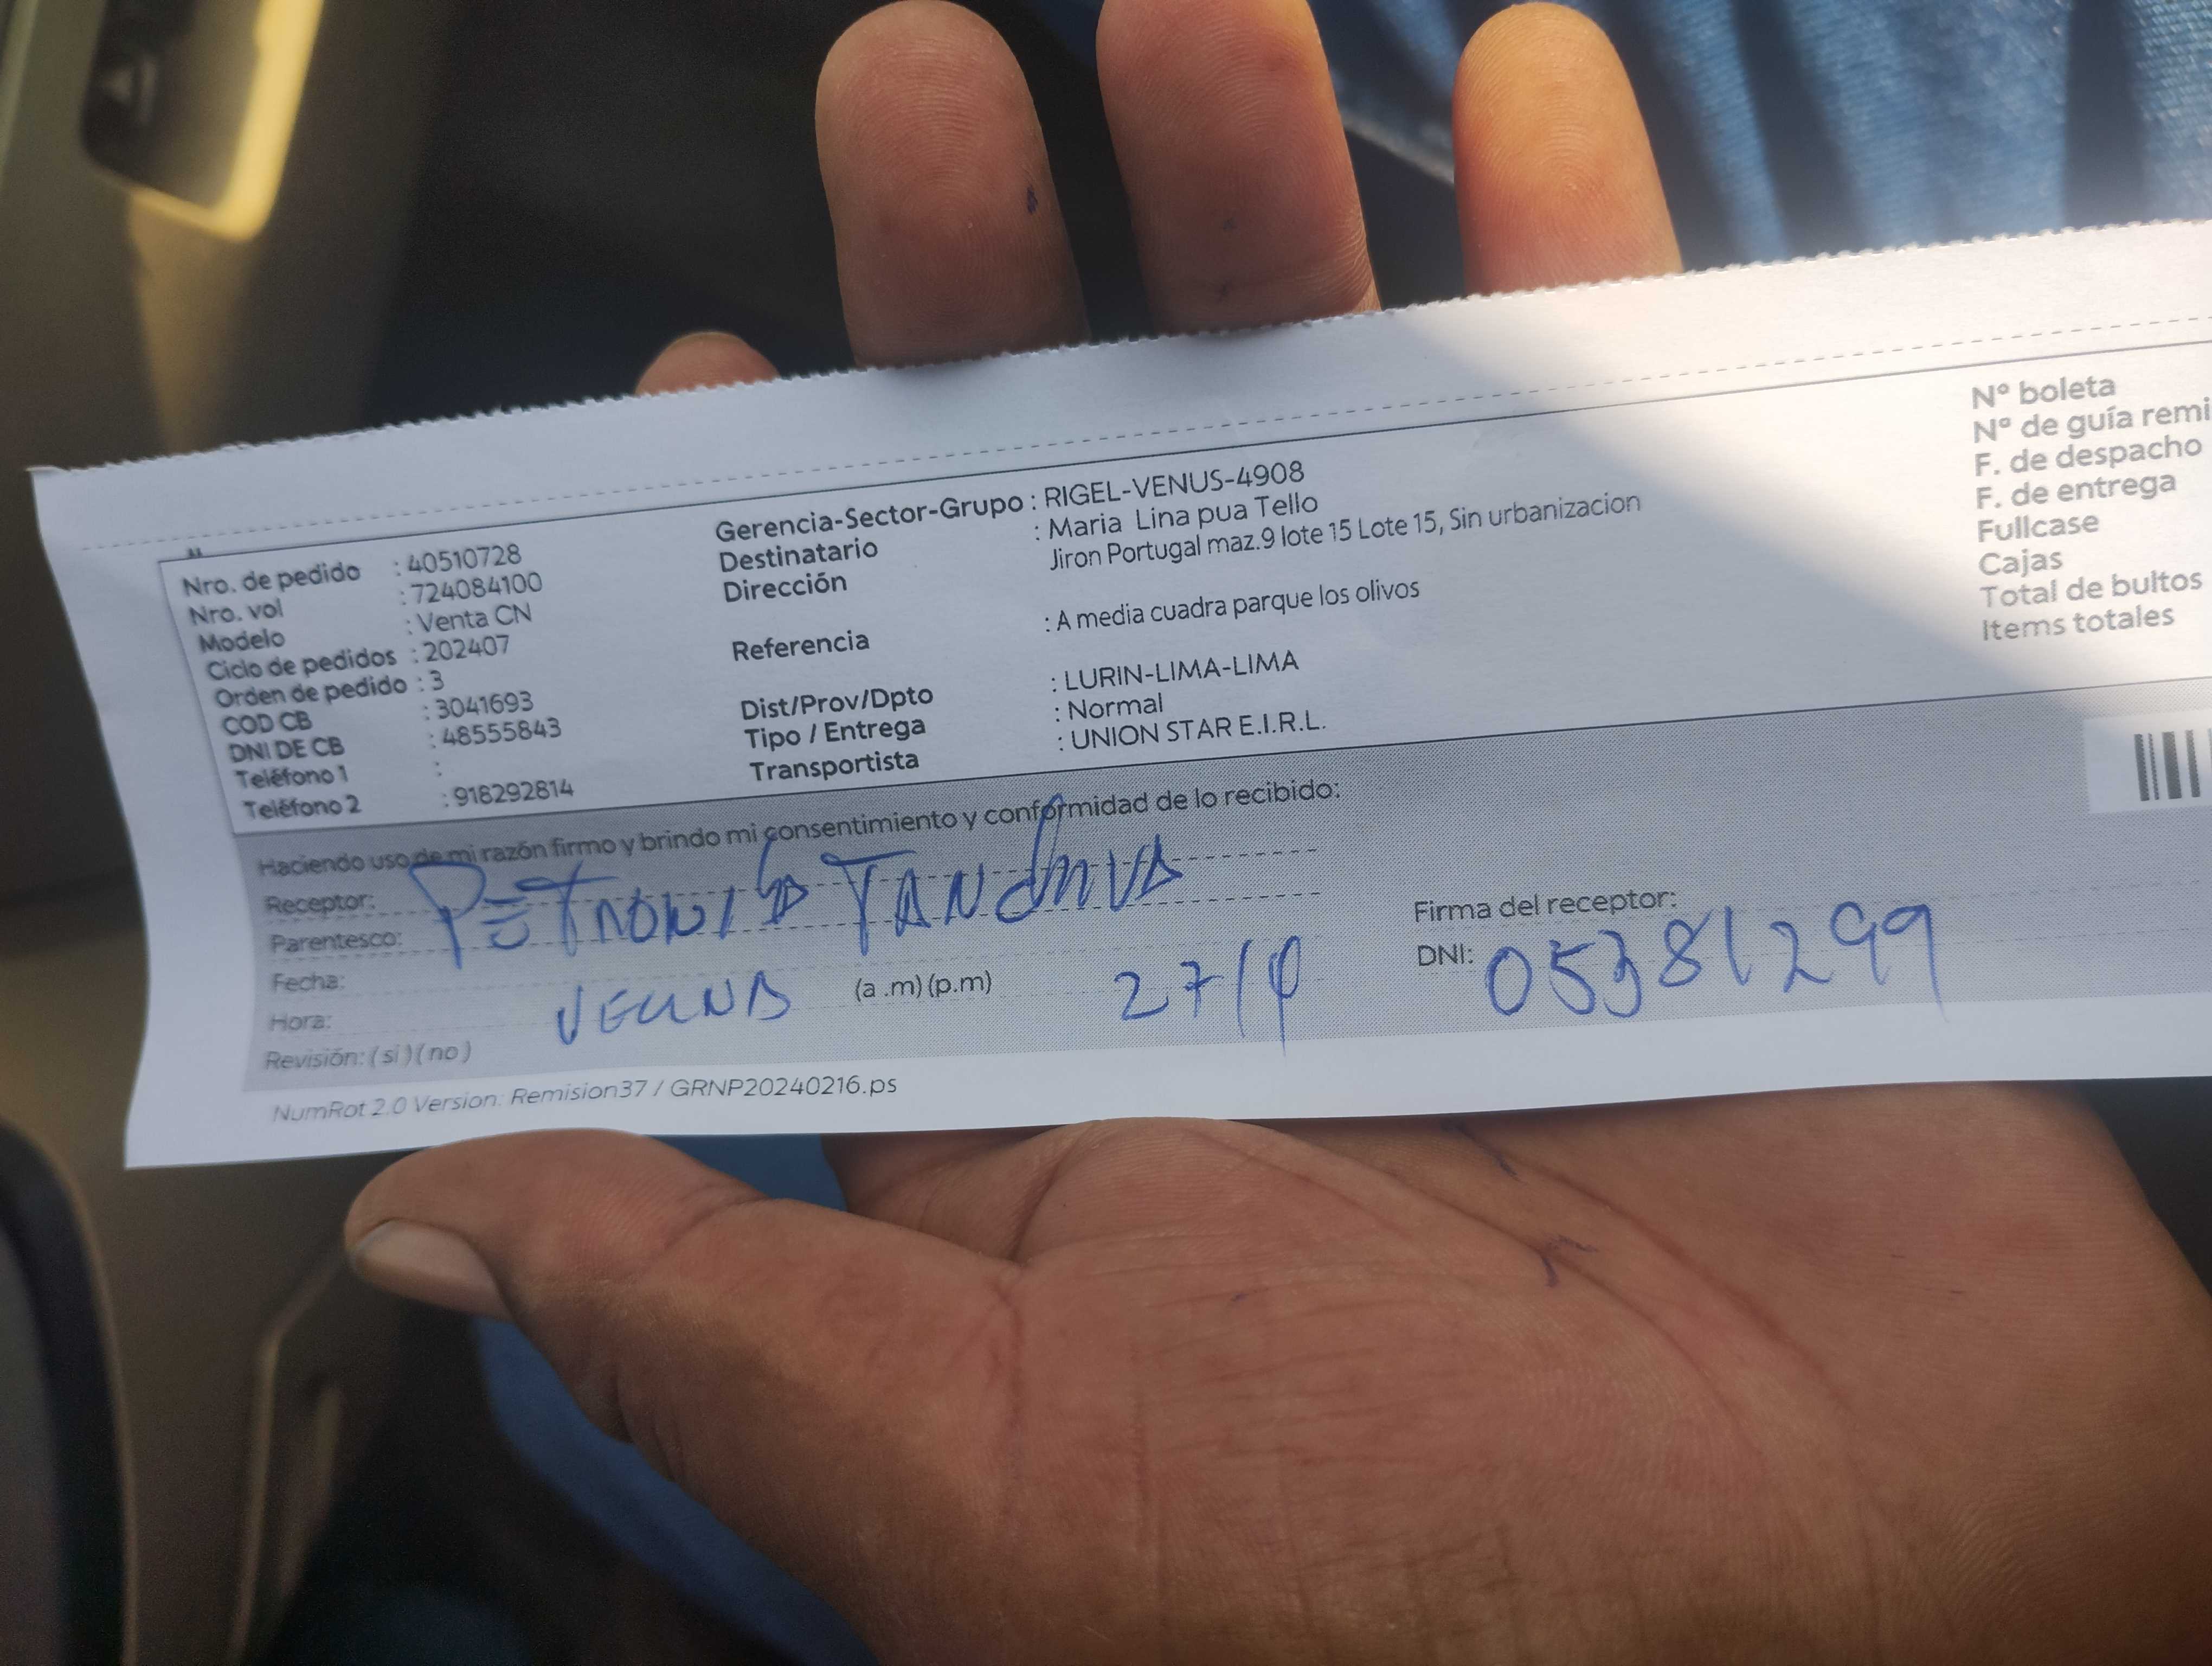 Nro. de pedido : 40510728
Nro. vol : 724084100
Modelo : Venta CN
Ciclo de pedidos : 202407
Orden de pedido : 3
COD CB : 3041693
DNI DE CB : 48555843
Teléfono 1 :
Teléfono 2 : 918292814
Gerencia-Sector-Grupo : RIGEL-VENUS-4908
Destinatario : Maria Lina pua Tello
Dirección Jiron Portugal maz.9 lote 15 Lote 15, Sin urbanizacion
Referencia : A media cuadra parque los olivos
Dist/Prov/Dpto : LURIN-LIMA-LIMA
Tipo / Entrega : Normal
Transportista : UNION STAR E.I.R.L.
N° boleta
N° de guía remi
F. de despacho
F. de entrega
Fullcase
Cajas
Total de bultos
Items totales
Haciendo uso de mi razón firmo y brindo mi consentimiento y conformidad de lo recibido:
Receptor:
Parentesco:
Fecha:
Hora: (a .m) (p.m)
Revisión: (si) (no)
Firma del receptor:
DNI: 05381299
NumRot 2.0 Version: Remision37 / GRNP20240216.ps